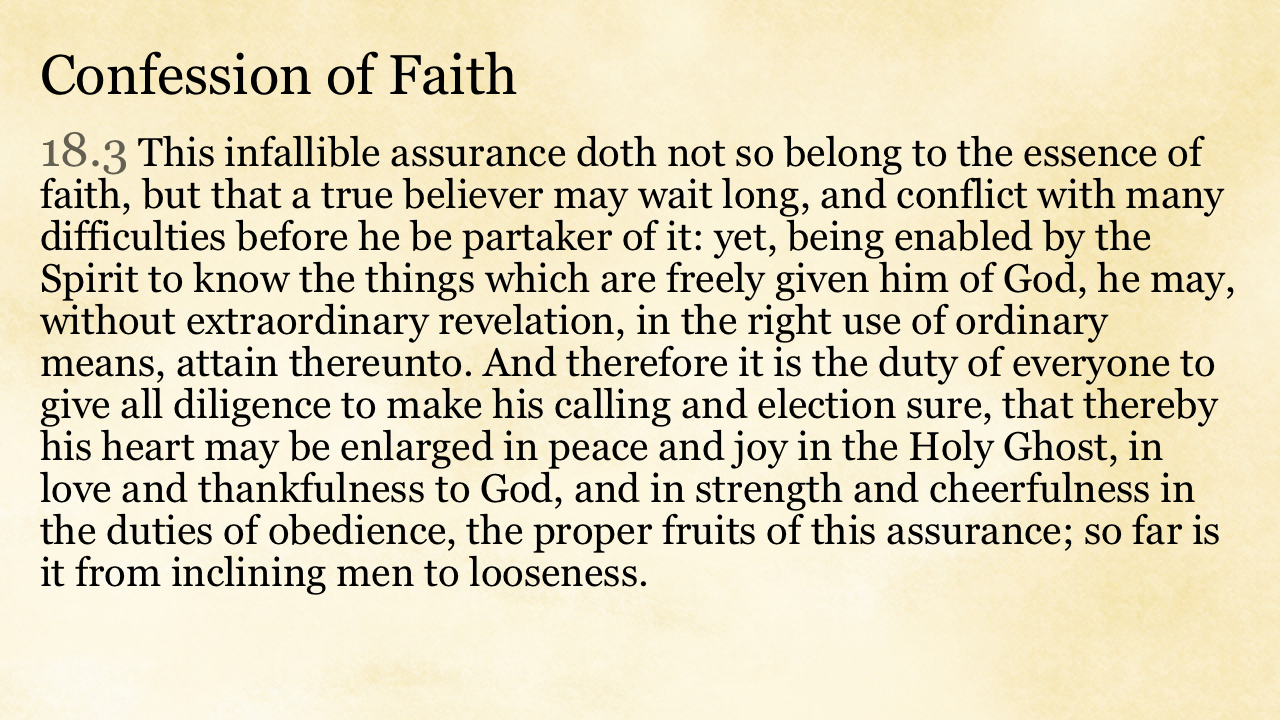 Confession of Faith
18.3 This infallible assurance doth not so belong to the essence of
faith, but that a true believer may wait long, and conflict with many
difficulties before he be partaker of it: yet, being enabled by the
Spirit to know the things which are freely given him of God, he may,
without extraordinary revelation, in the right use of ordinary
means, attain thereunto. And therefore it is the duty of everyone to
give all diligence to make his calling and election sure, that thereby
his heart may be enlarged in peace and joy in the Holy Ghost, in
love and thankfulness to God, and in strength and cheerfulness in
the duties of obedience, the proper fruits of this assurance; so far is
it from inclining men to looseness.